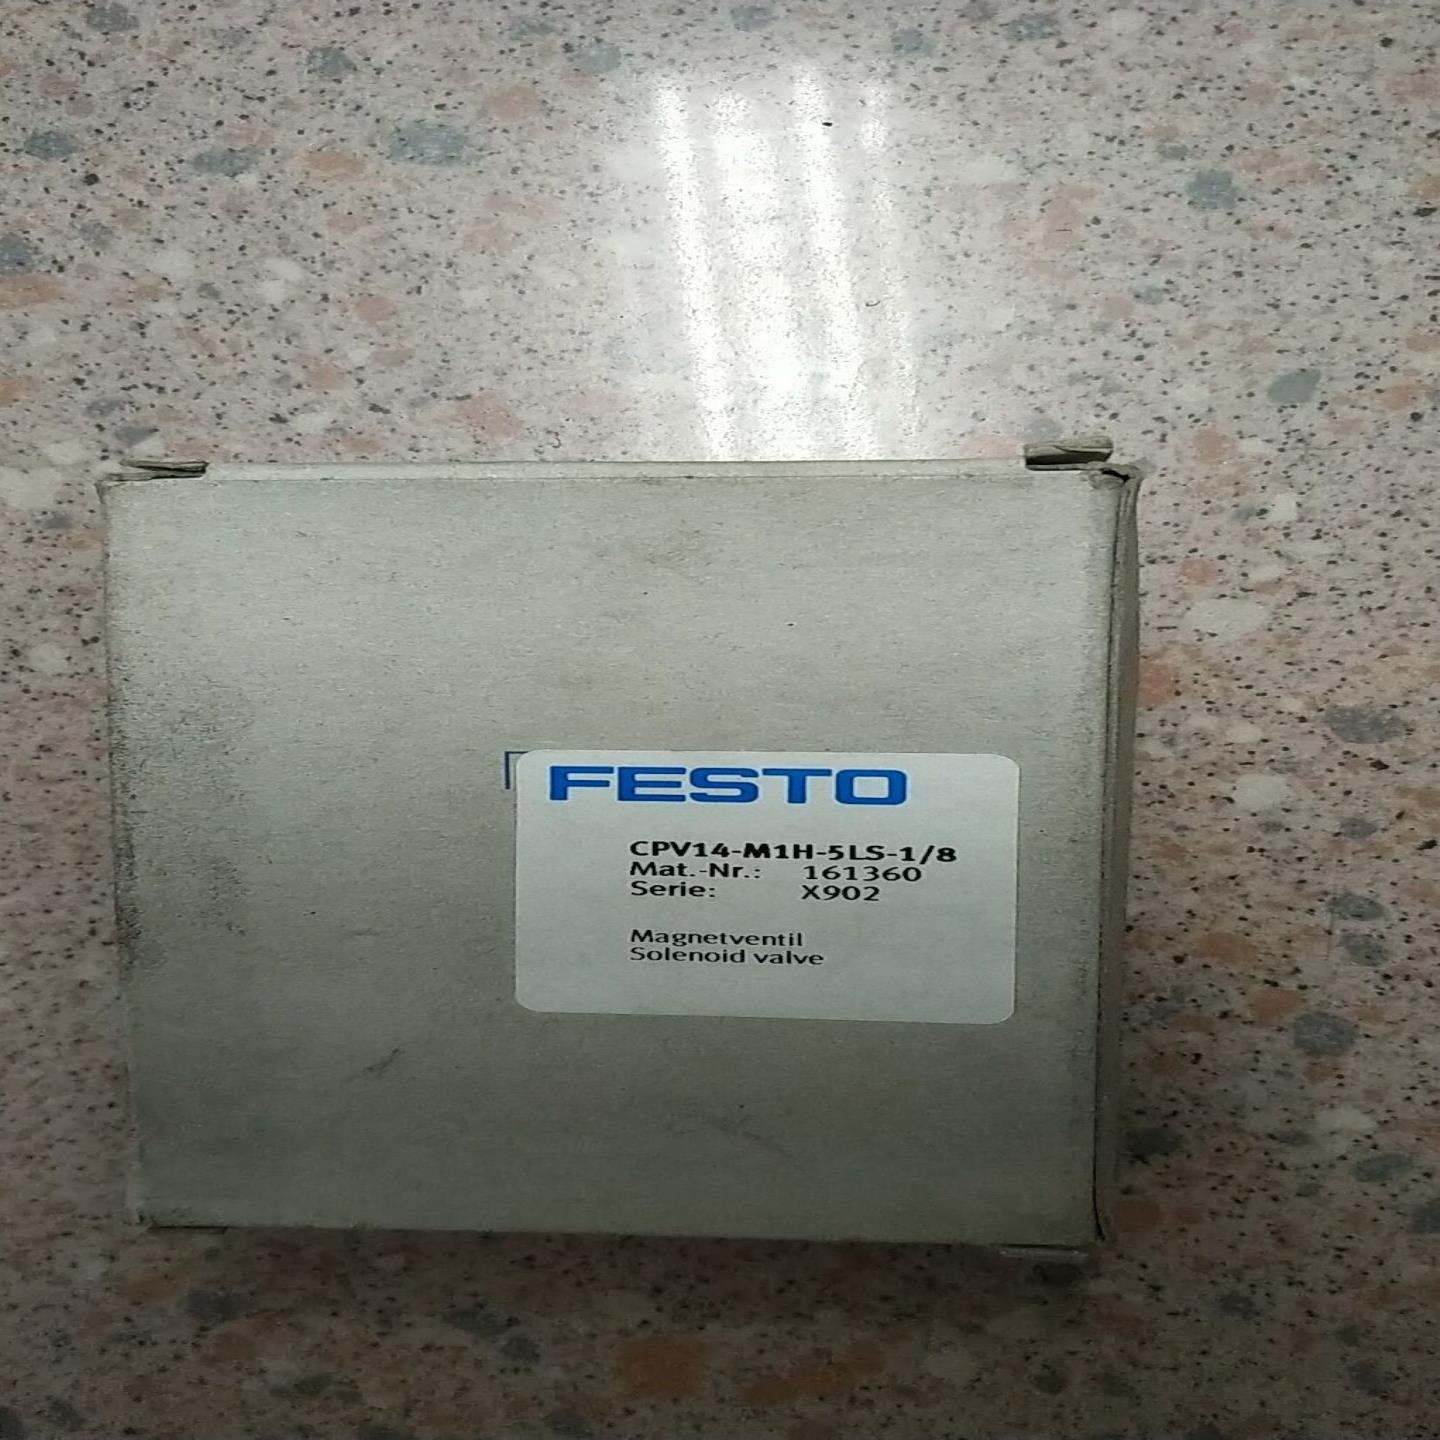 FESTO
CPV14-M1H-5LS-1/8
Mat.-Nr.: 161360
Serie: X902
Magnetventil
Solenoid valve